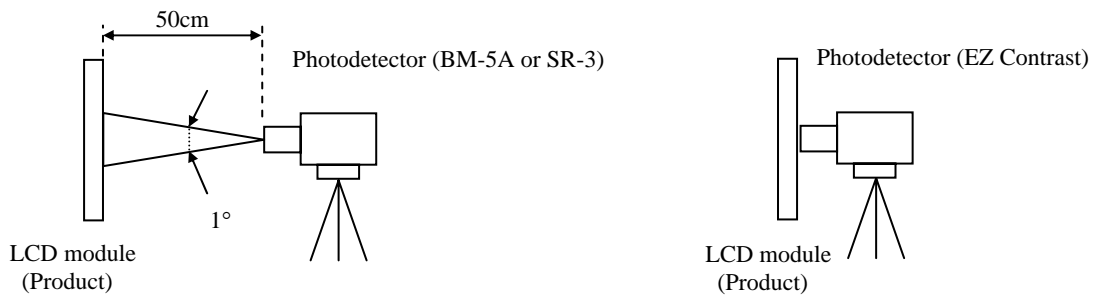 50cm
Photodetector (BM-5A or SR-3)
1°
LCD module
(Product)
Photodetector (EZ Contrast)
LCD module
(Product)